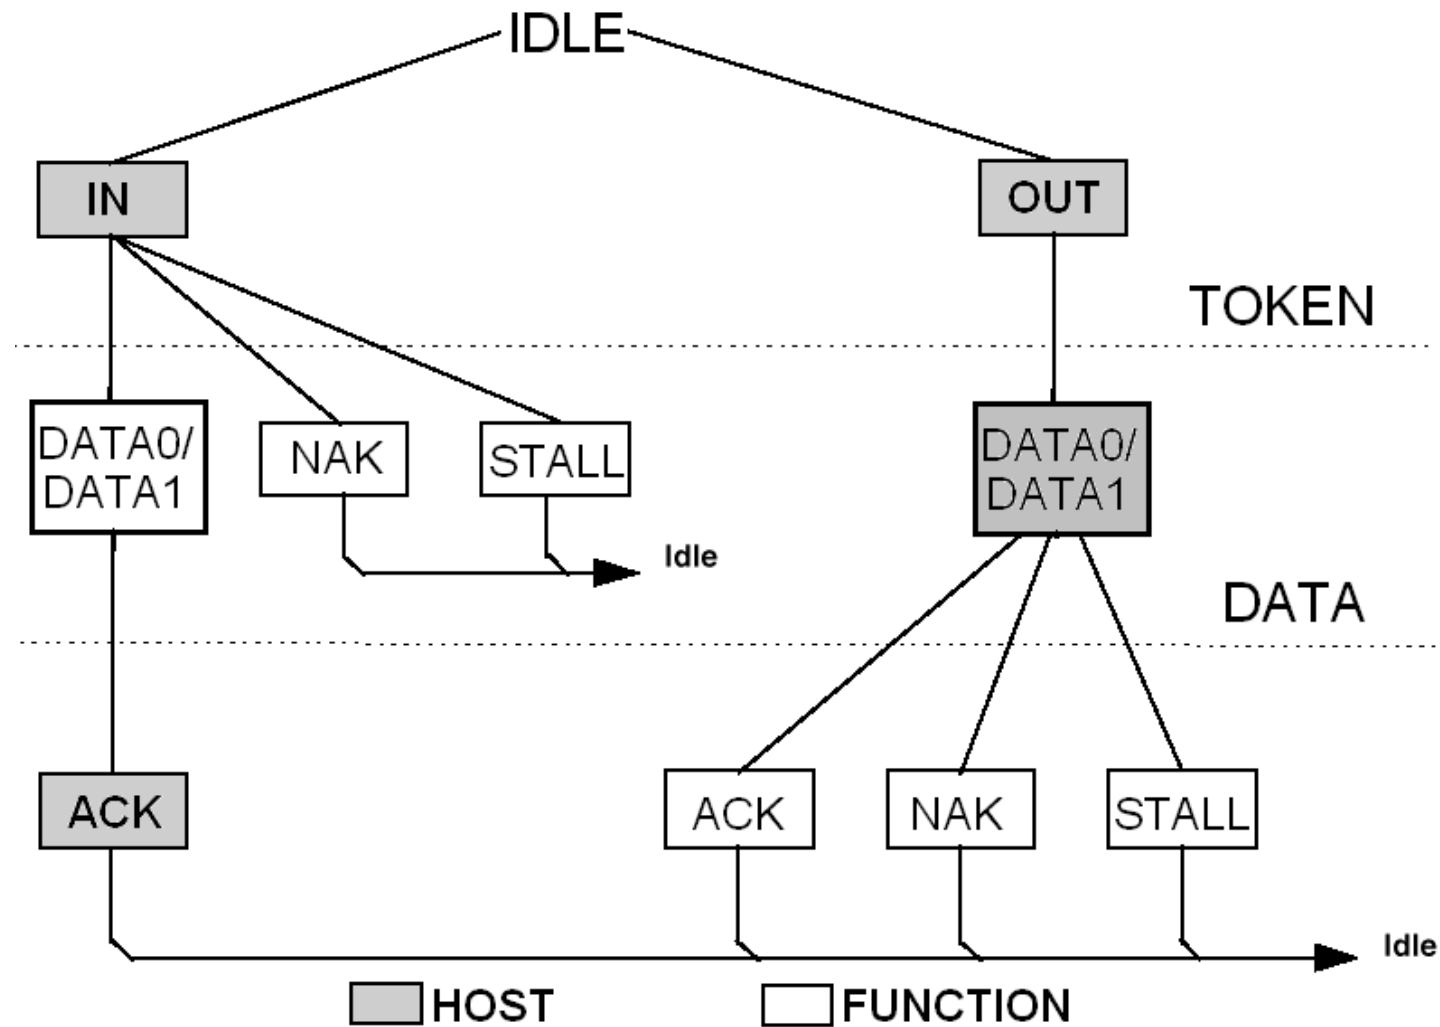 IDLE
IN
OUT
TOKEN
DATA0/
DATA1
NAK
STALL
DATA0/
DATA1
Idle
DATA
ACK
ACK
NAK
STALL
Idle
HOST
FUNCTION